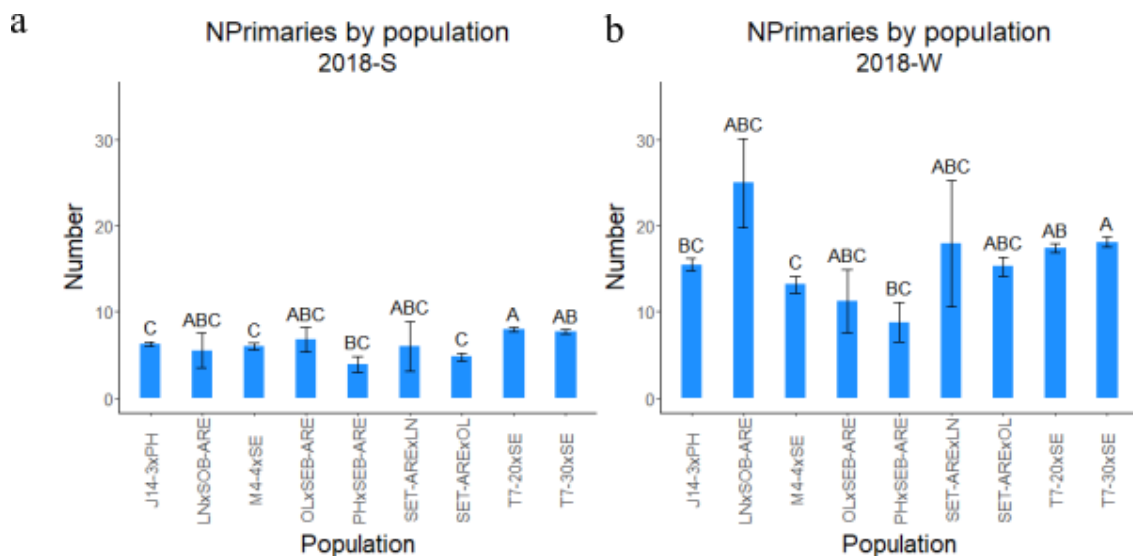 a
NPrimaries by population
2018-S
Number
30
20
10
0
C
ABC
C
ABC
BC
ABC
C
A
AB
J14-3xPH
LNxSOB-ARE
M4-4xSE
OLxSEB-ARE
PHxSEB-ARE
SET-ARExLN
SET-ARExOL
T7-20xSE
T7-30xSE
Population
b
NPrimaries by population
2018-W
Number
30
20
10
0
BC
ABC
C
ABC
BC
ABC
ABC
AB
A
J14-3xPH
LNxSOB-ARE
M4-4xSE
OLxSEB-ARE
PHxSEB-ARE
SET-ARExLN
SET-ARExOL
T7-20xSE
T7-30xSE
Population